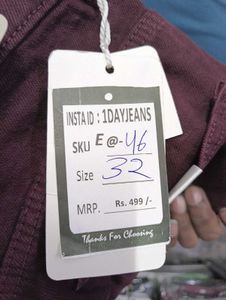 INSTA ID : 1DAYJEANS
SKU E@-46
Size 32
MRP. Rs. 499 /-
Thanks For Choosing